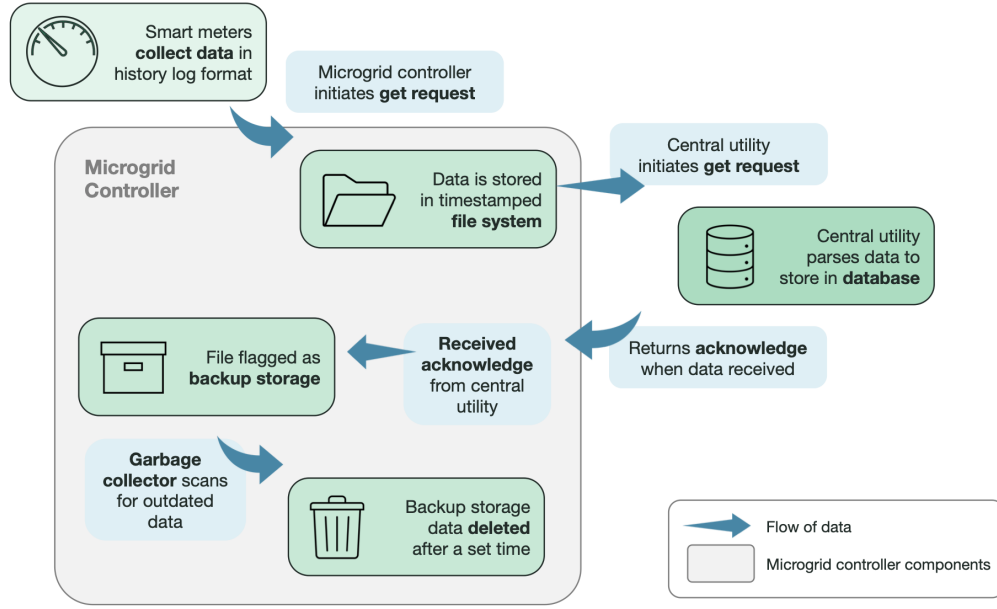 Smart meters
collect data in
history log format
Microgrid controller
initiates get request
Microgrid
Controller
Data is stored
in timestamped
file system
Central utility
initiates get request
Central utility
parses data to
store in database
Returns acknowledge
when data received
Received
acknowledge
from central
utility
File flagged as
backup storage
Garbage
collector scans
for outdated
data
Backup storage
data deleted
after a set time
Flow of data
Microgrid controller components